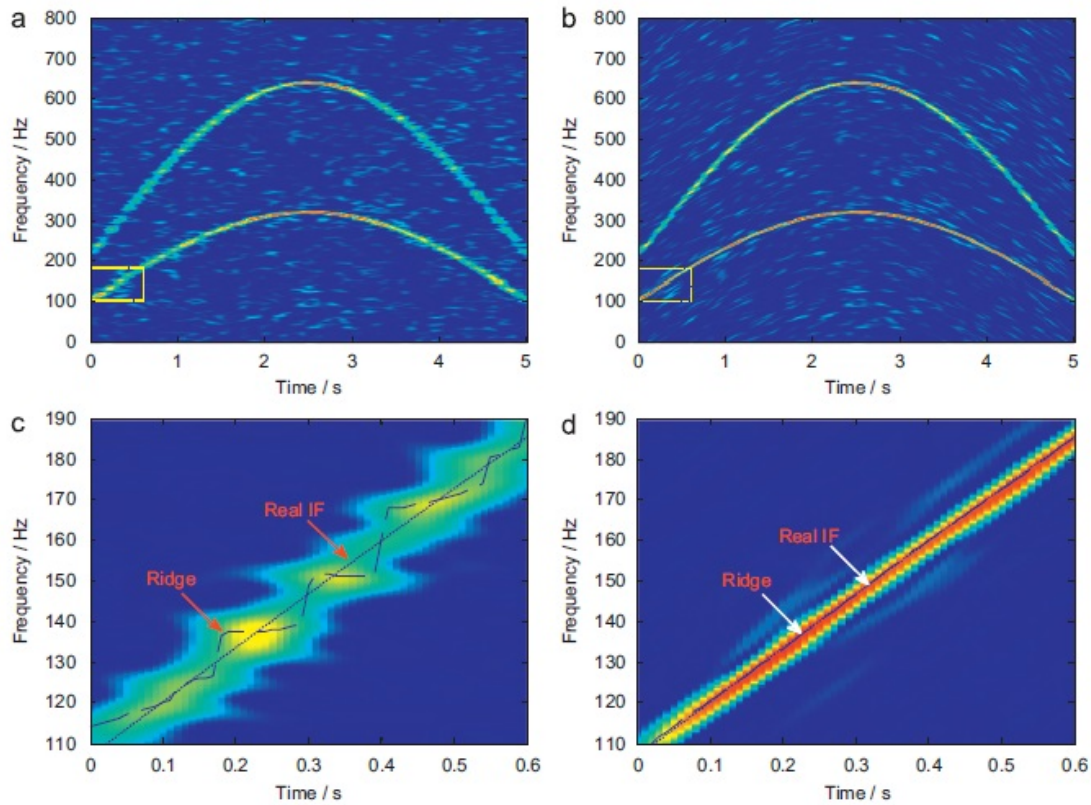 a
800
700
600
500
400
300
200
100
0
Frequency / Hz
0 1 2 3 4 5
Time / s
b
800
700
600
500
400
300
200
100
0
Frequency / Hz
0 1 2 3 4 5
Time / s
c
190
180
170
160
150
140
130
120
110
Frequency / Hz
Real IF
Ridge
0 0.1 0.2 0.3 0.4 0.5 0.6
Time / s
d
190
180
170
160
150
140
130
120
110
Frequency / Hz
Real IF
Ridge
0 0.1 0.2 0.3 0.4 0.5 0.6
Time / s